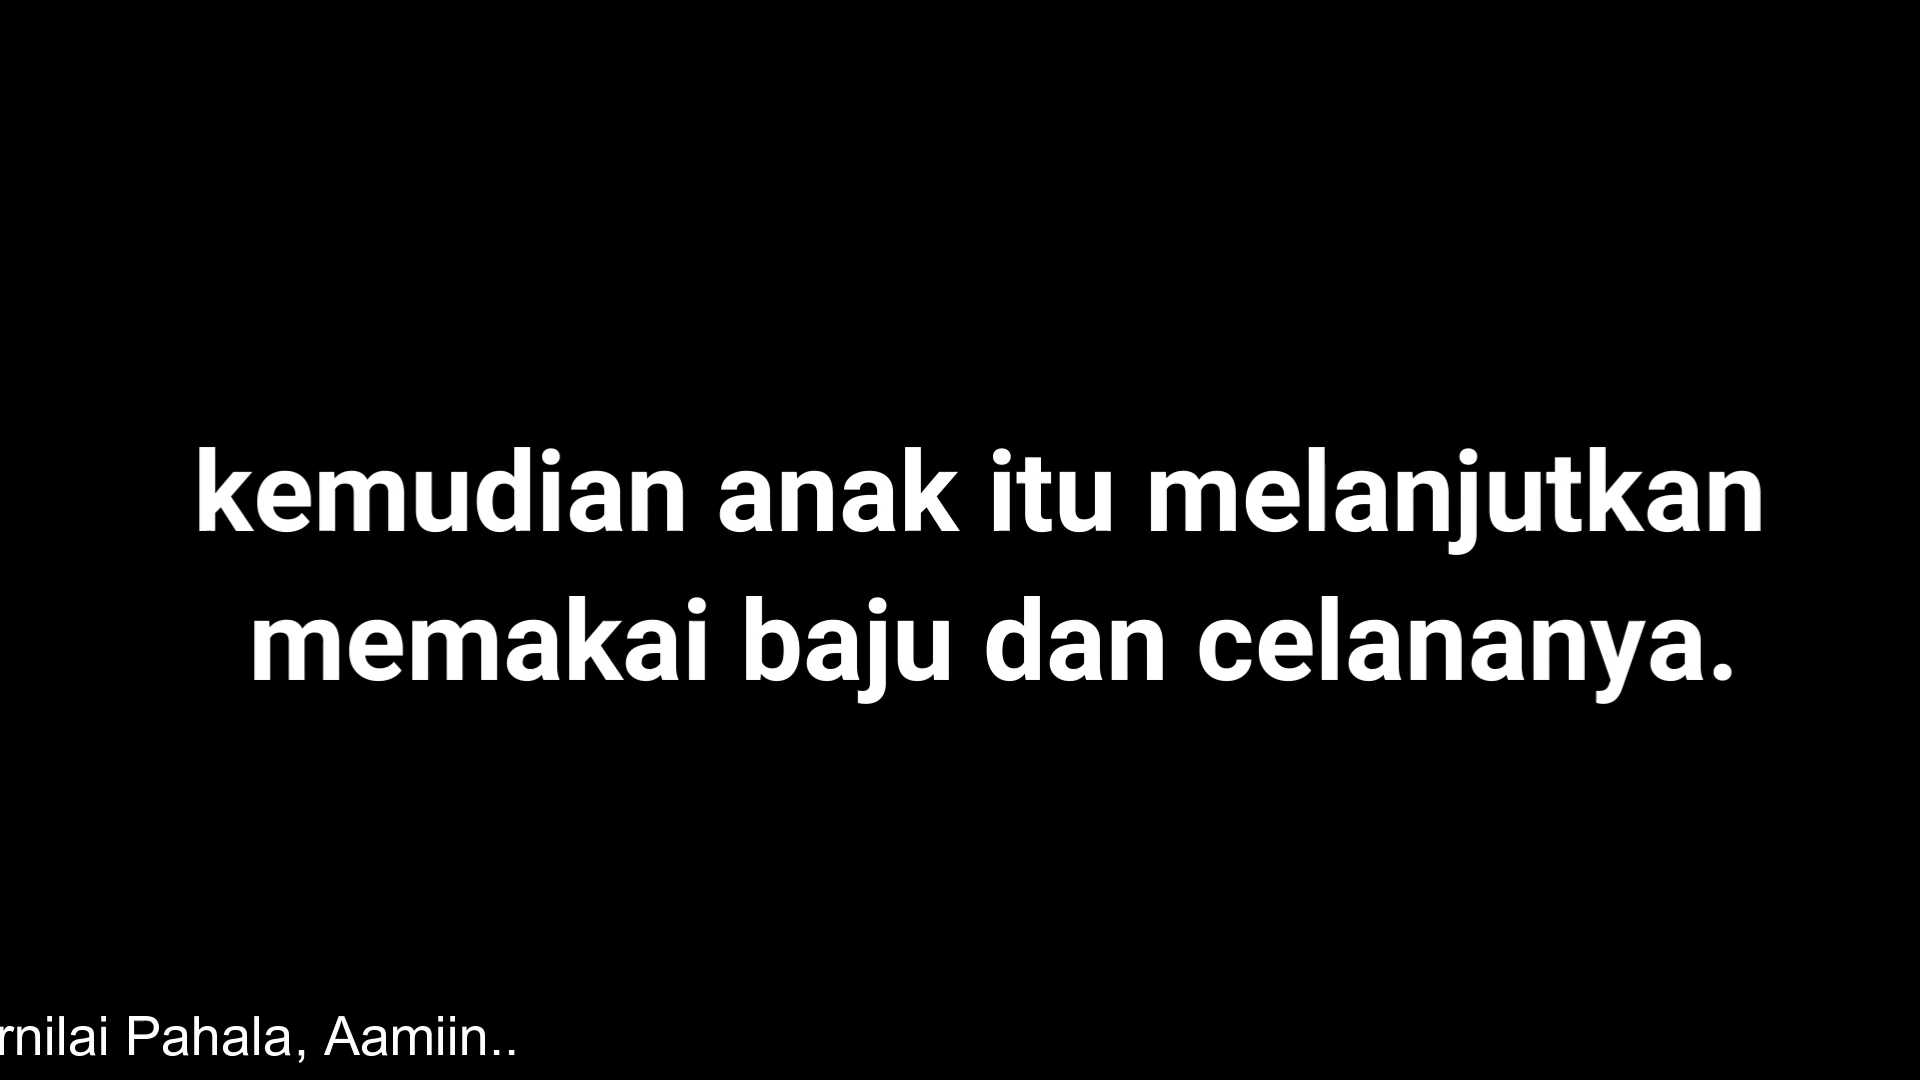 kemudian anak itu melanjutkan
memakai baju dan celananya.
rnilai Pahala, Aamiin..